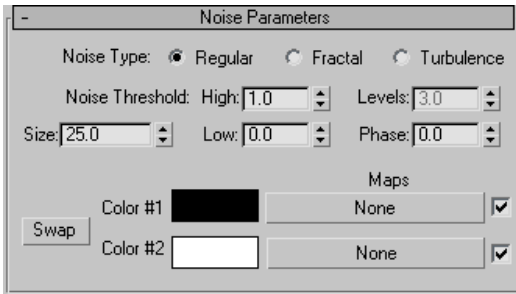 - Noise Parameters
Noise Type: Regular Fractal Turbulence
Noise Threshold: High: 1.0 Levels: 3.0
Size: 25.0 Low: 0.0 Phase: 0.0
Maps
Color #1 None
Swap
Color #2 None